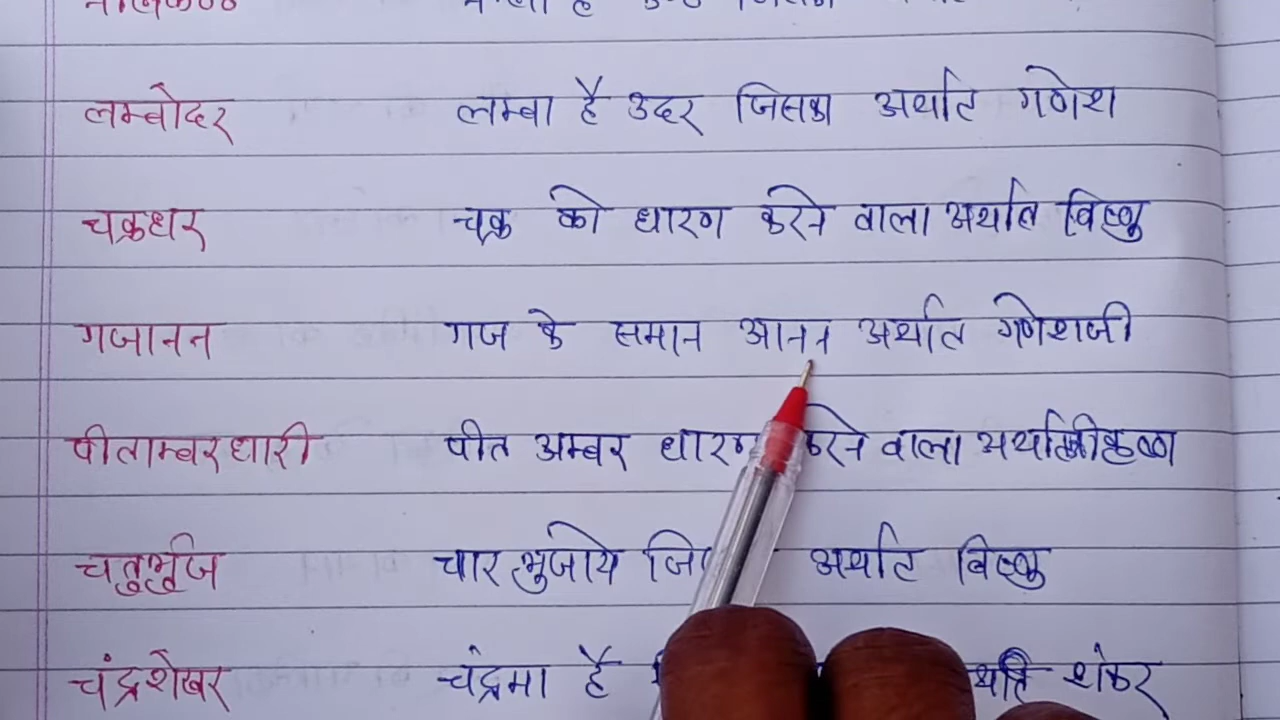 लम्बोदर लम्बा है उदर जिसका अर्थात गणेश
चक्रधर चक्र को धारण करने वाला अर्थात विष्णु
गजानन गज के समान आनन अर्थात गणेशजी
पीताम्बरधारी पीत अम्बर धारण करने वाला अर्थात श्रीकृष्ण
चतुर्भुज चार भुजाये अर्थात विष्णु
चंद्रशेखर चंद्रमा है शंकर